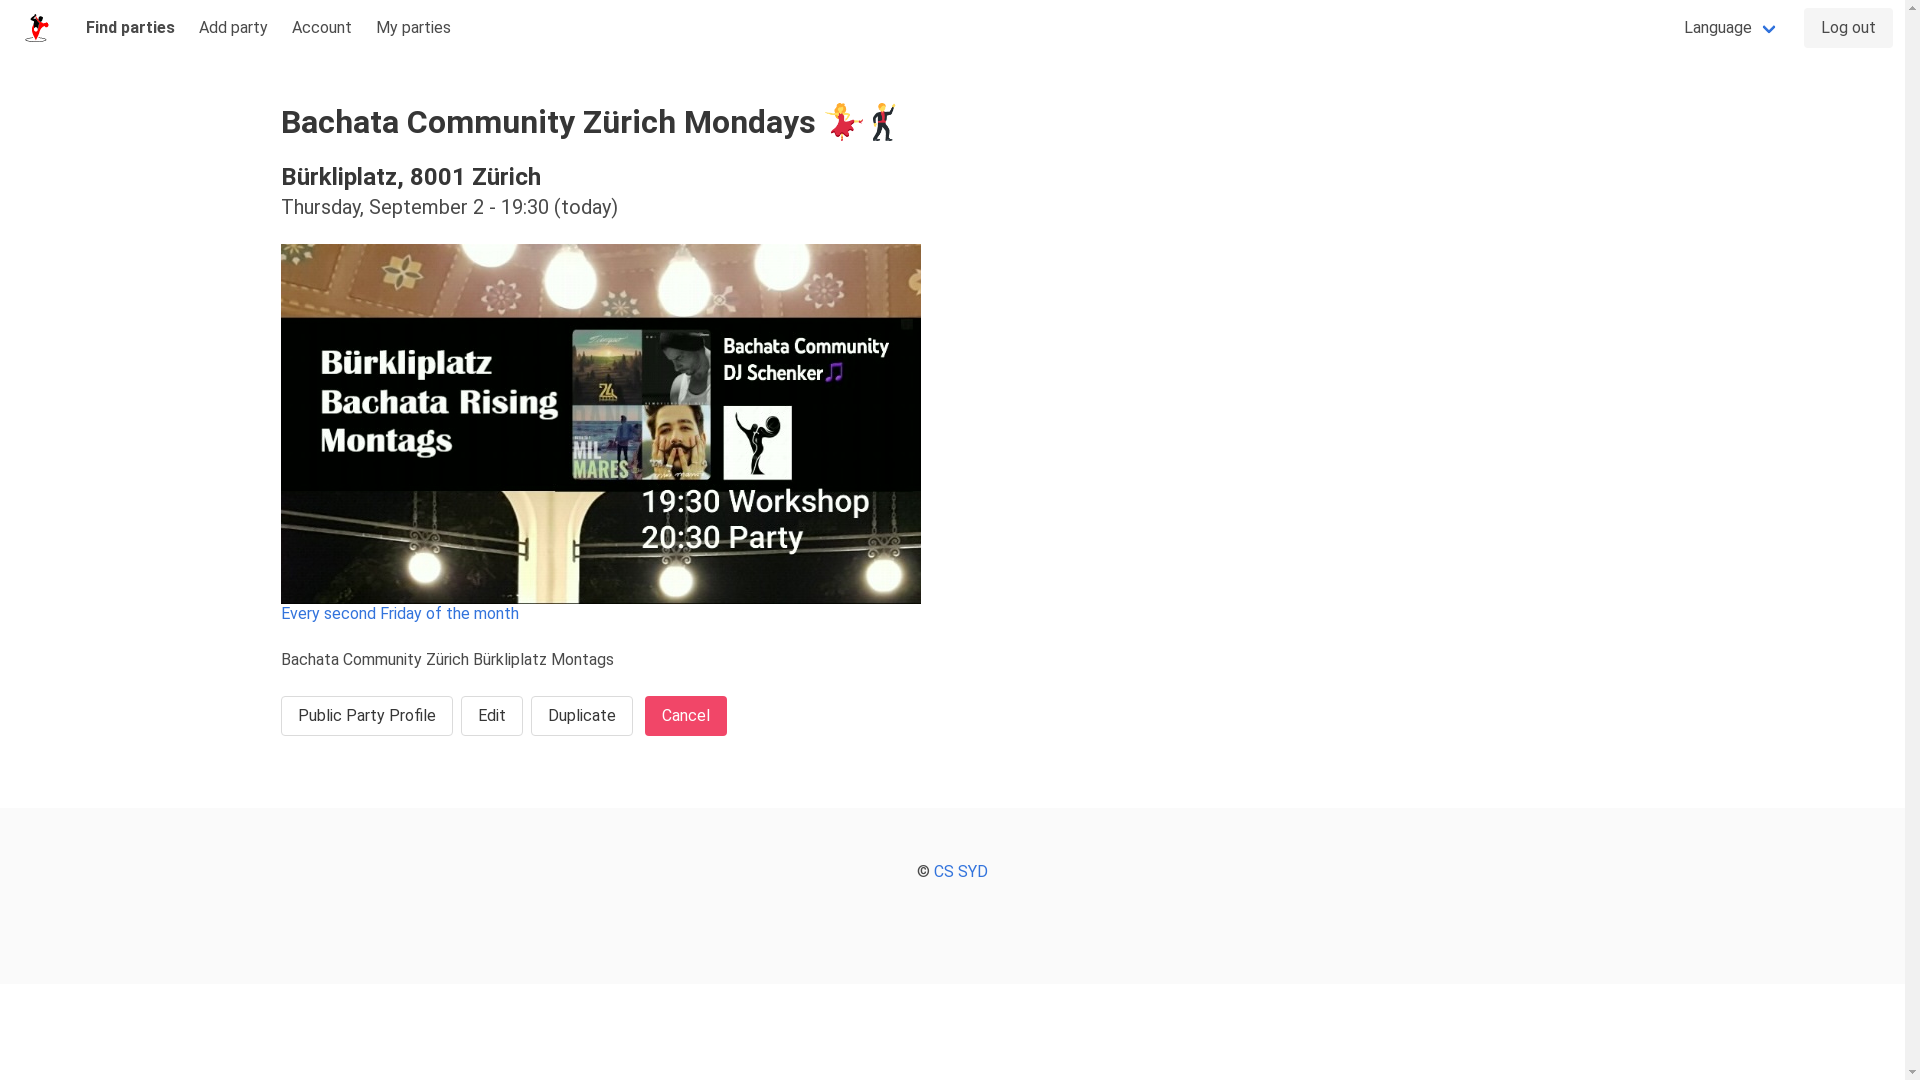 Find parties
Add party
Account
My parties
Language
Log out
Bachata Community Zürich Mondays 💃🕺
Bürkliplatz, 8001 Zürich
Thursday, September 2 - 19:30 (today)
Bürkliplatz
Bachata Rising
Montags
Bachata Community
DJ Schenker🎵
MIL
MARES
19:30 Workshop
20:30 Party
Every second Friday of the month
Bachata Community Zürich Bürkliplatz Montags
Public Party Profile
Edit
Duplicate
Cancel
© CS SYD